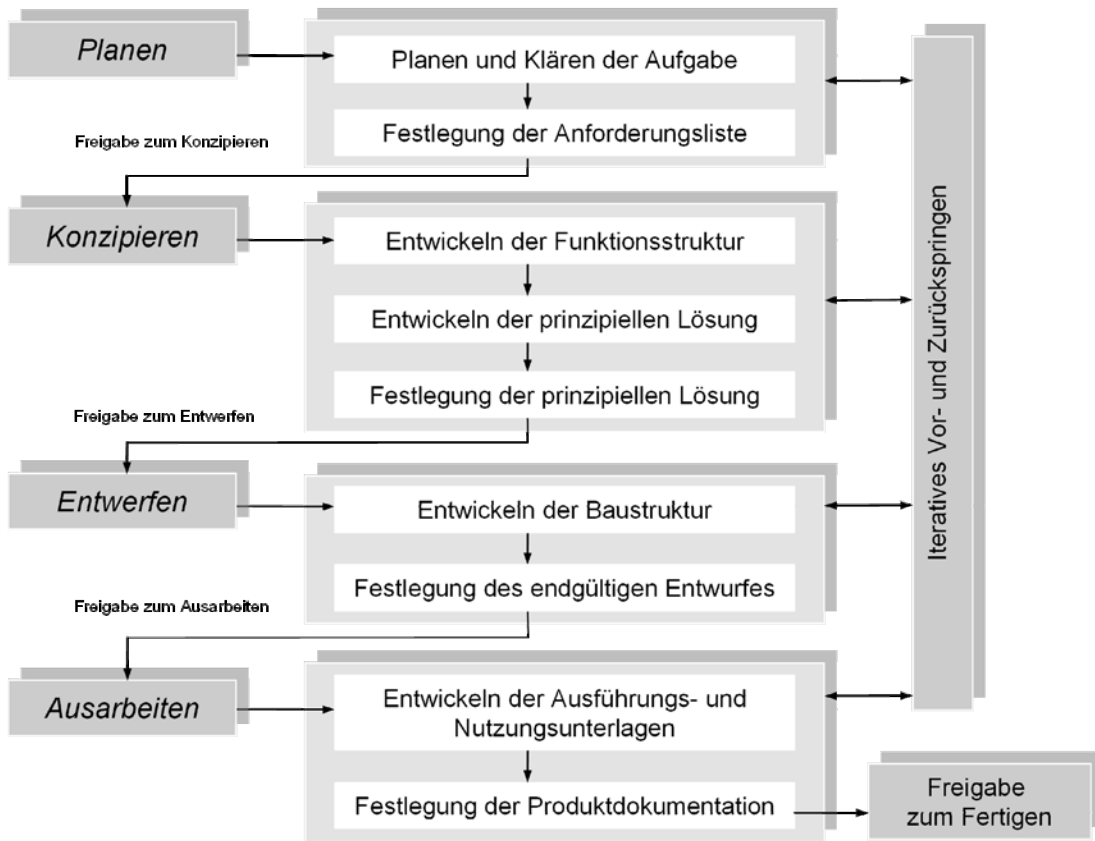 Planen
Planen und Klären der Aufgabe
Festlegung der Anforderungsliste
Freigabe zum Konzipieren
Konzipieren
Entwickeln der Funktionsstruktur
Entwickeln der prinzipiellen Lösung
Festlegung der prinzipiellen Lösung
Freigabe zum Entwerfen
Entwerfen
Entwickeln der Baustruktur
Festlegung des endgültigen Entwurfes
Freigabe zum Ausarbeiten
Ausarbeiten
Entwickeln der Ausführungs- und
Nutzungsunterlagen
Festlegung der Produktdokumentation
Iteratives Vor- und Zurückspringen
Freigabe
zum Fertigen